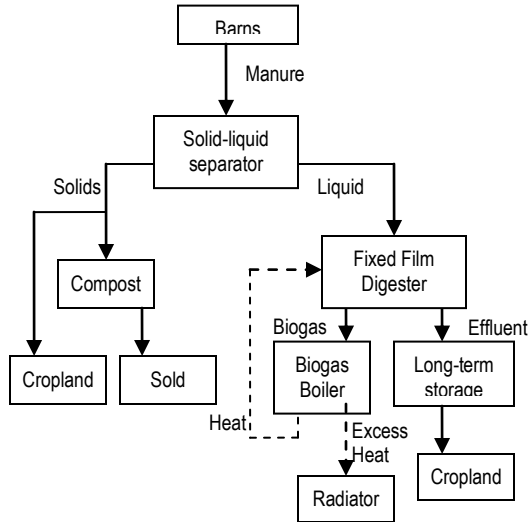 Barns
Manure
Solid-liquid
separator
Solids
Liquid
Fixed Film
Digester
Compost
Biogas
Effluent
Cropland
Sold
Biogas
Boiler
Long-term
storage
Heat
Excess
Heat
Radiator
Cropland